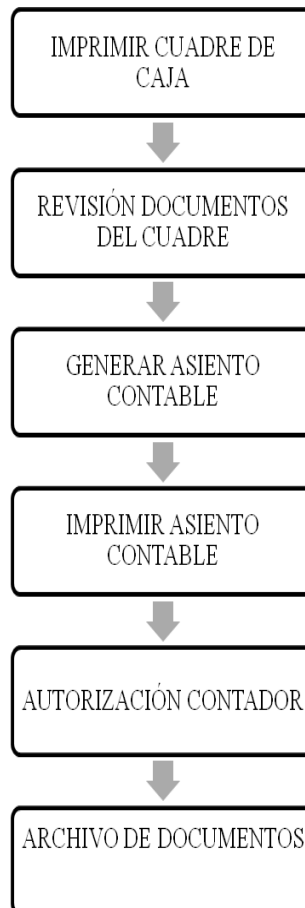 IMPRIMIR CUADRE DE
CAJA
REVISIÓN DOCUMENTOS
DEL CUADRE
GENERAR ASIENTO
CONTABLE
IMPRIMIR ASIENTO
CONTABLE
AUTORIZACIÓN CONTADOR
ARCHIVO DE DOCUMENTOS